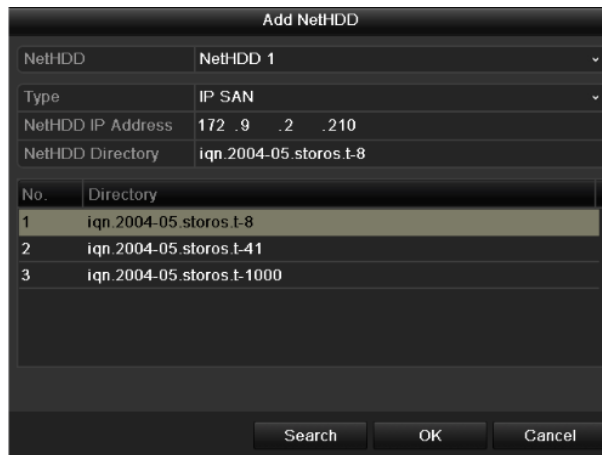 Add NetHDD
NetHDD NetHDD 1
Type IP SAN
NetHDD IP Address 172 .9 .2 .210
NetHDD Directory iqn.2004-05.storos.t-8
No. Directory
1 iqn.2004-05.storos.t-8
2 iqn.2004-05.storos.t-41
3 iqn.2004-05.storos.t-1000
Search OK Cancel